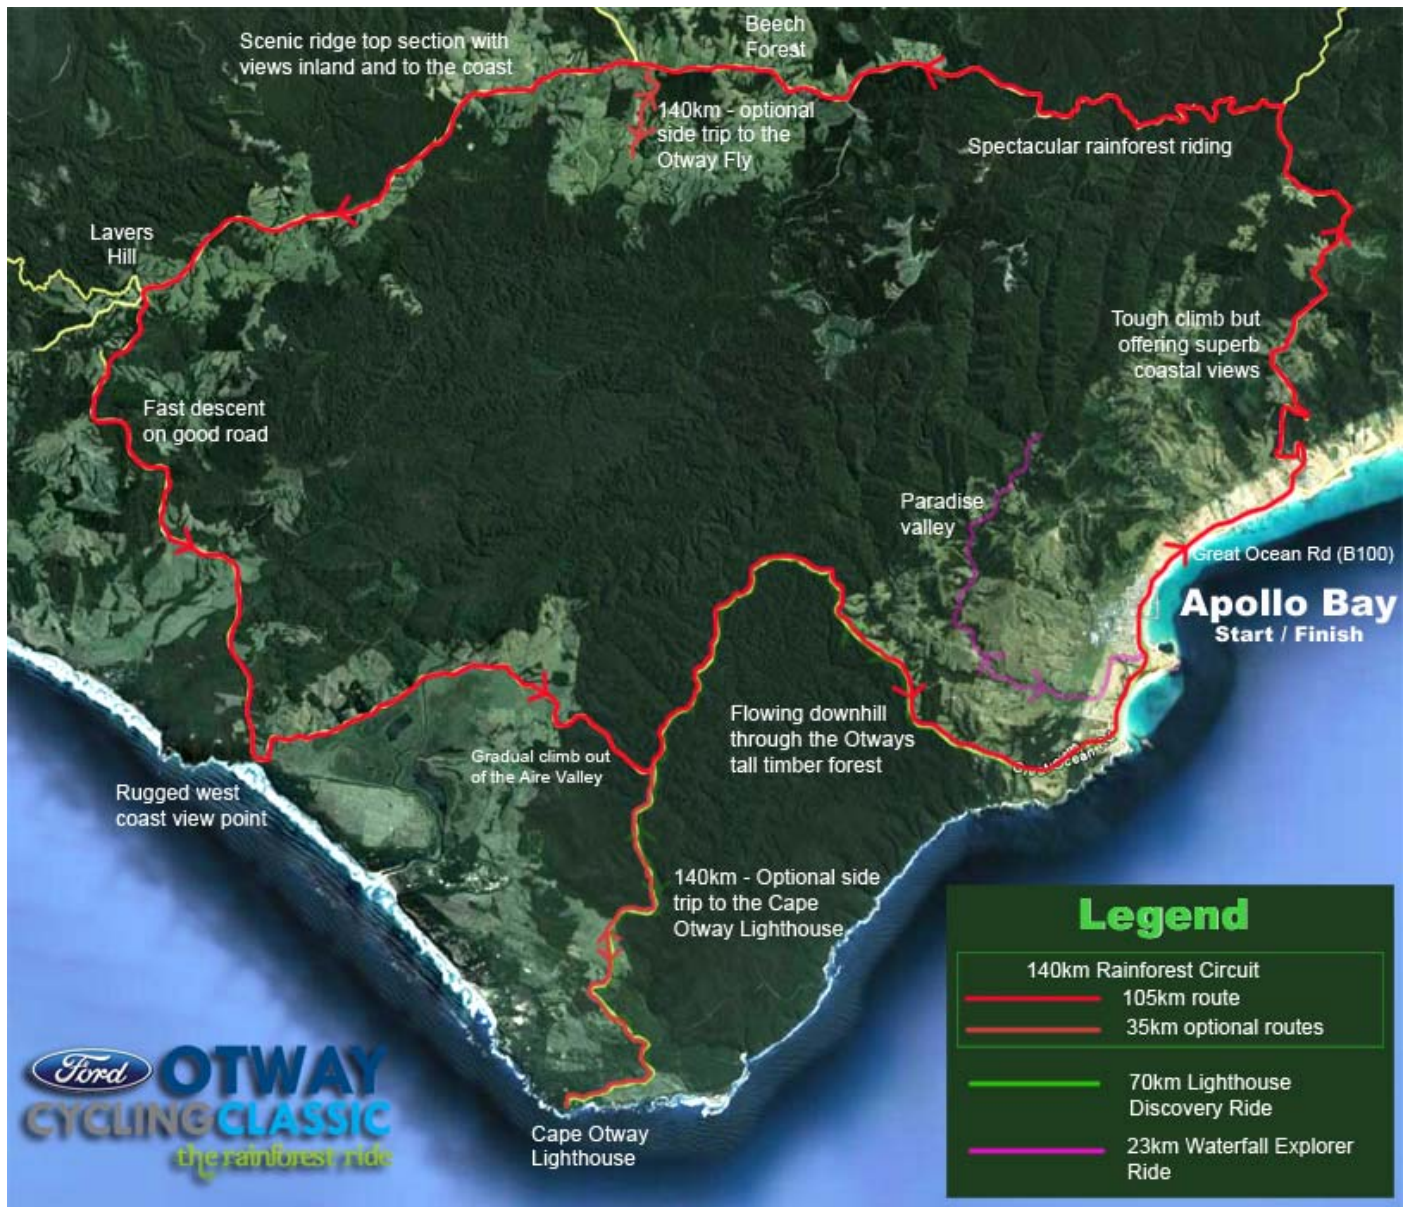 Scenic ridge top section with
views inland and to the coast
Beech
Forest
140km - optional
side trip to the
Otway Fly
Spectacular rainforest riding
Lavers
Hill
Tough climb but
offering superb
coastal views
Fast descent
on good road
Paradise
valley
Great Ocean Rd (B100)
Apollo Bay
Start / Finish
Flowing downhill
through the Otways
tall timber forest
Gradual climb out
of the Aire Valley
Great Ocean
Rugged west
coast view point
140km - Optional side
trip to the Cape
Otway Lighthouse
Cape Otway
Lighthouse
Ford OTWAY
CYCLING CLASSIC
the rainforest ride
Legend
140km Rainforest Circuit
105km route
35km optional routes
70km Lighthouse
Discovery Ride
23km Waterfall Explorer
Ride